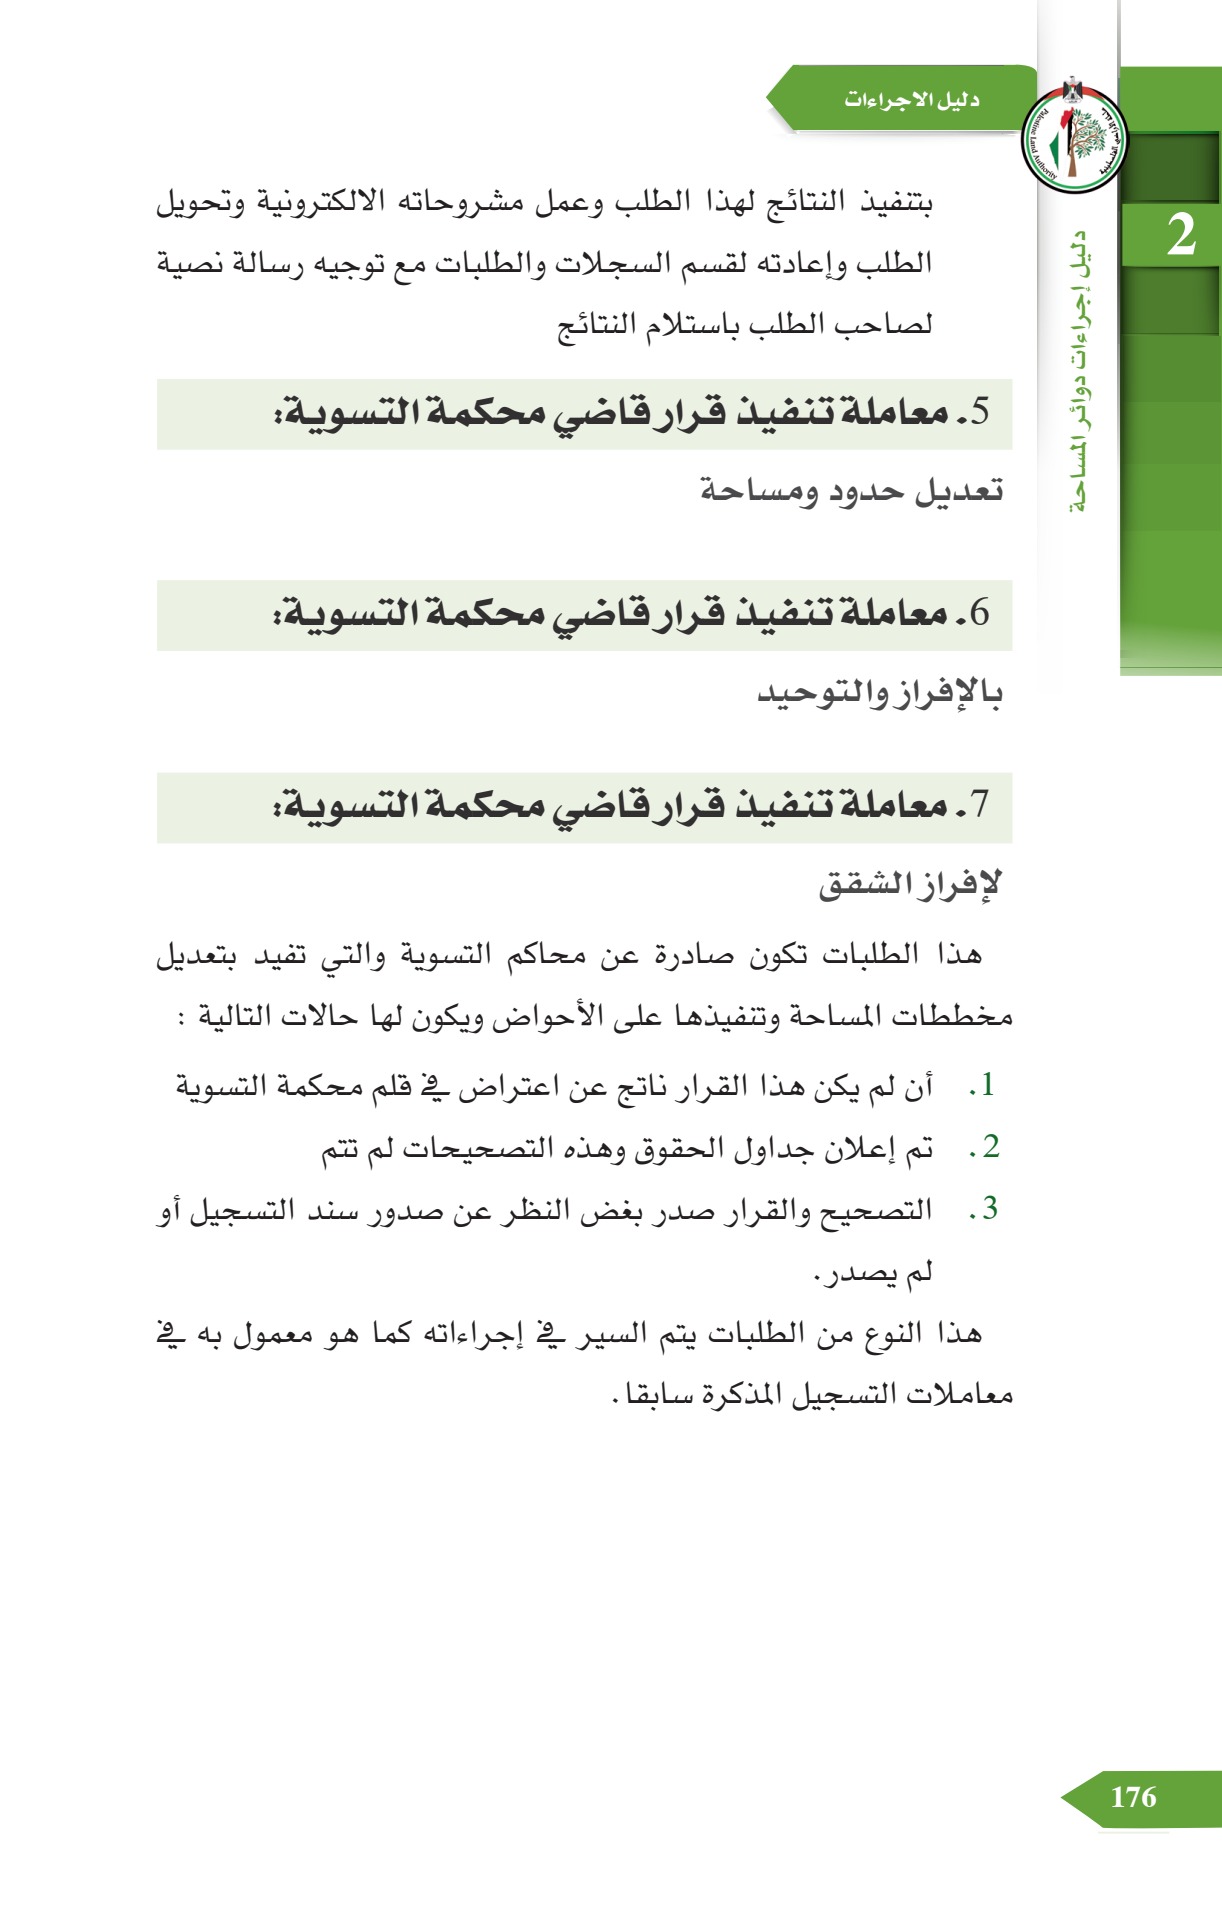 دليل الاجراءات
2
دليل إجراءات دوائر المساحة
Palestine Land Authority
بتنفيذ النتائج لهذا الطلب وعمل مشروحاته الالكترونية وتحويل
الطلب وإعادته لقسم السجلات والطلبات مع توجيه رسالة نصية
لصاحب الطلب باستلام النتائج
5. معاملة تنفيذ قرار قاضي محكمة التسوية:
تعديل حدود ومساحة
6. معاملة تنفيذ قرار قاضي محكمة التسوية:
بالإفراز والتوحيد
7. معاملة تنفيذ قرار قاضي محكمة التسوية:
لإفراز الشقق
هذا الطلبات تكون صادرة عن محاكم التسوية والتي تفيد بتعديل
مخططات المساحة وتنفيذها على الأحواض ويكون لها حالات التالية :
1. أن لم يكن هذا القرار ناتج عن اعتراض في قلم محكمة التسوية
2. تم إعلان جداول الحقوق وهذه التصحيحات لم تتم
3. التصحيح والقرار صدر بغض النظر عن صدور سند التسجيل أو
لم يصدر.
هذا النوع من الطلبات يتم السير في إجراءاته كما هو معمول به في
معاملات التسجيل المذكرة سابقا.
176